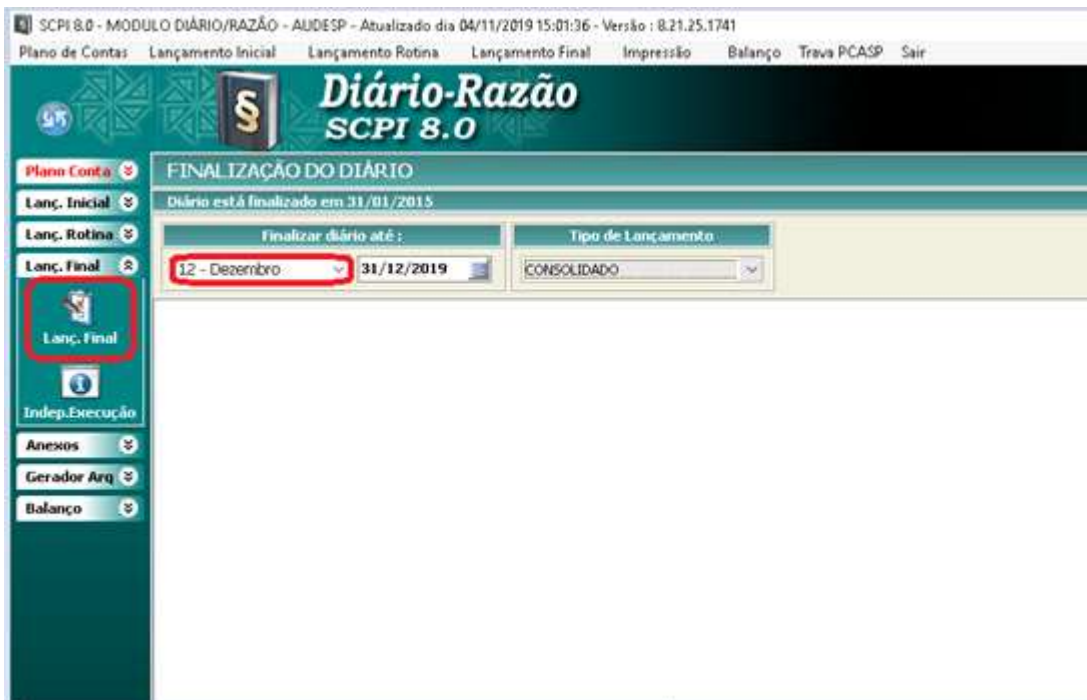 SCPI 8.0 - MODULO DIÁRIO/RAZÃO - AUDESP - Atualizado dia 04/11/2019 15:01:36 - Versão : 8.21.25.1741
Plano de Contas Lançamento Inicial Lançamento Rotina Lançamento Final Impressão Balanço Trava PCASP Sair
§
Diário-Razão
SCPI 8.0
Plano Conta
Lanç. Inicial
Lanç. Rotina
Lanç. Final
Lanç. Final
Indep.Execução
Anexos
Gerador Arq
Balanço
FINALIZAÇÃO DO DIÁRIO
Diário está finalizado em 31/01/2015
Finalizar diário até :
12 - Dezembro 31/12/2019
Tipo de Lançamento
CONSOLIDADO